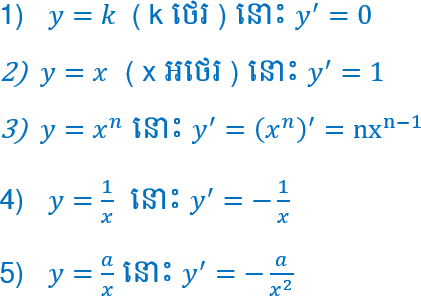 1) y = k ( k ថេរ ) នោះ y′ = 0
2) y = x ( x អថេរ ) នោះ y′ = 1
3) y = xⁿ នោះ y′ = (xⁿ)′ = nxⁿ⁻¹
4) y = 1/x នោះ y′ = − 1/x
5) y = a/x នោះ y′ = − a/x²